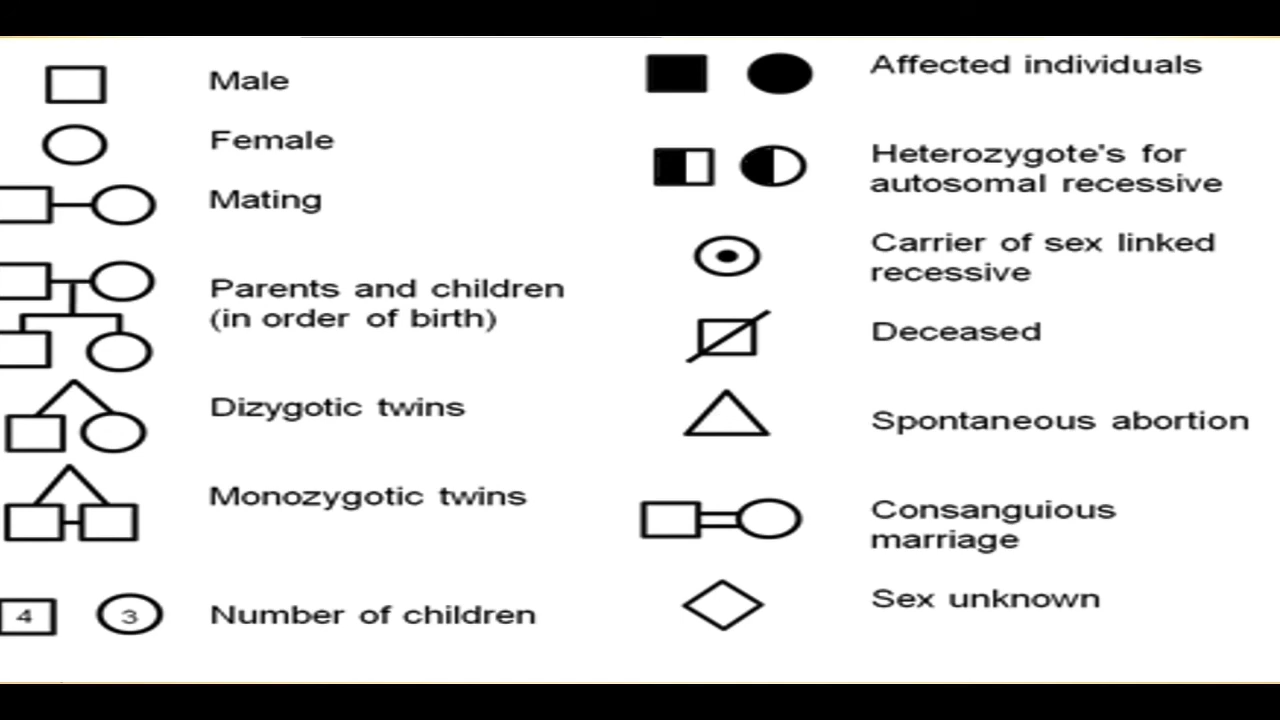 Male
Female
Mating
Parents and children
(in order of birth)
Dizygotic twins
Monozygotic twins
4 3 Number of children
Affected individuals
Heterozygote's for
autosomal recessive
Carrier of sex linked
recessive
Deceased
Spontaneous abortion
Consanguious
marriage
Sex unknown